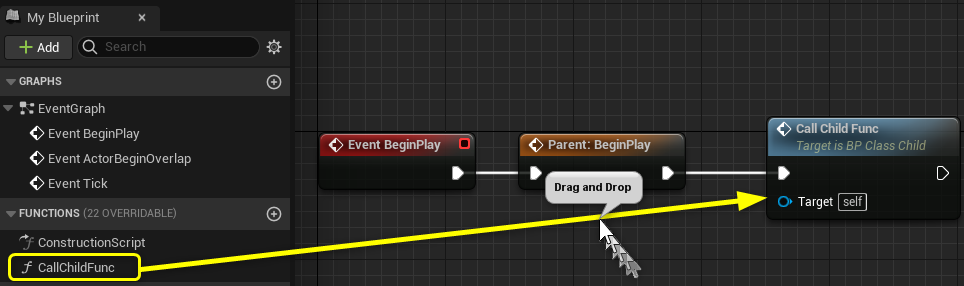 My Blueprint
Add
Search
GRAPHS
EventGraph
Event BeginPlay
Event ActorBeginOverlap
Event Tick
FUNCTIONS (22 OVERRIDABLE)
ConstructionScript
CallChildFunc
Event BeginPlay
Parent: BeginPlay
Drag and Drop
Call Child Func
Target is BP Class Child
Target self